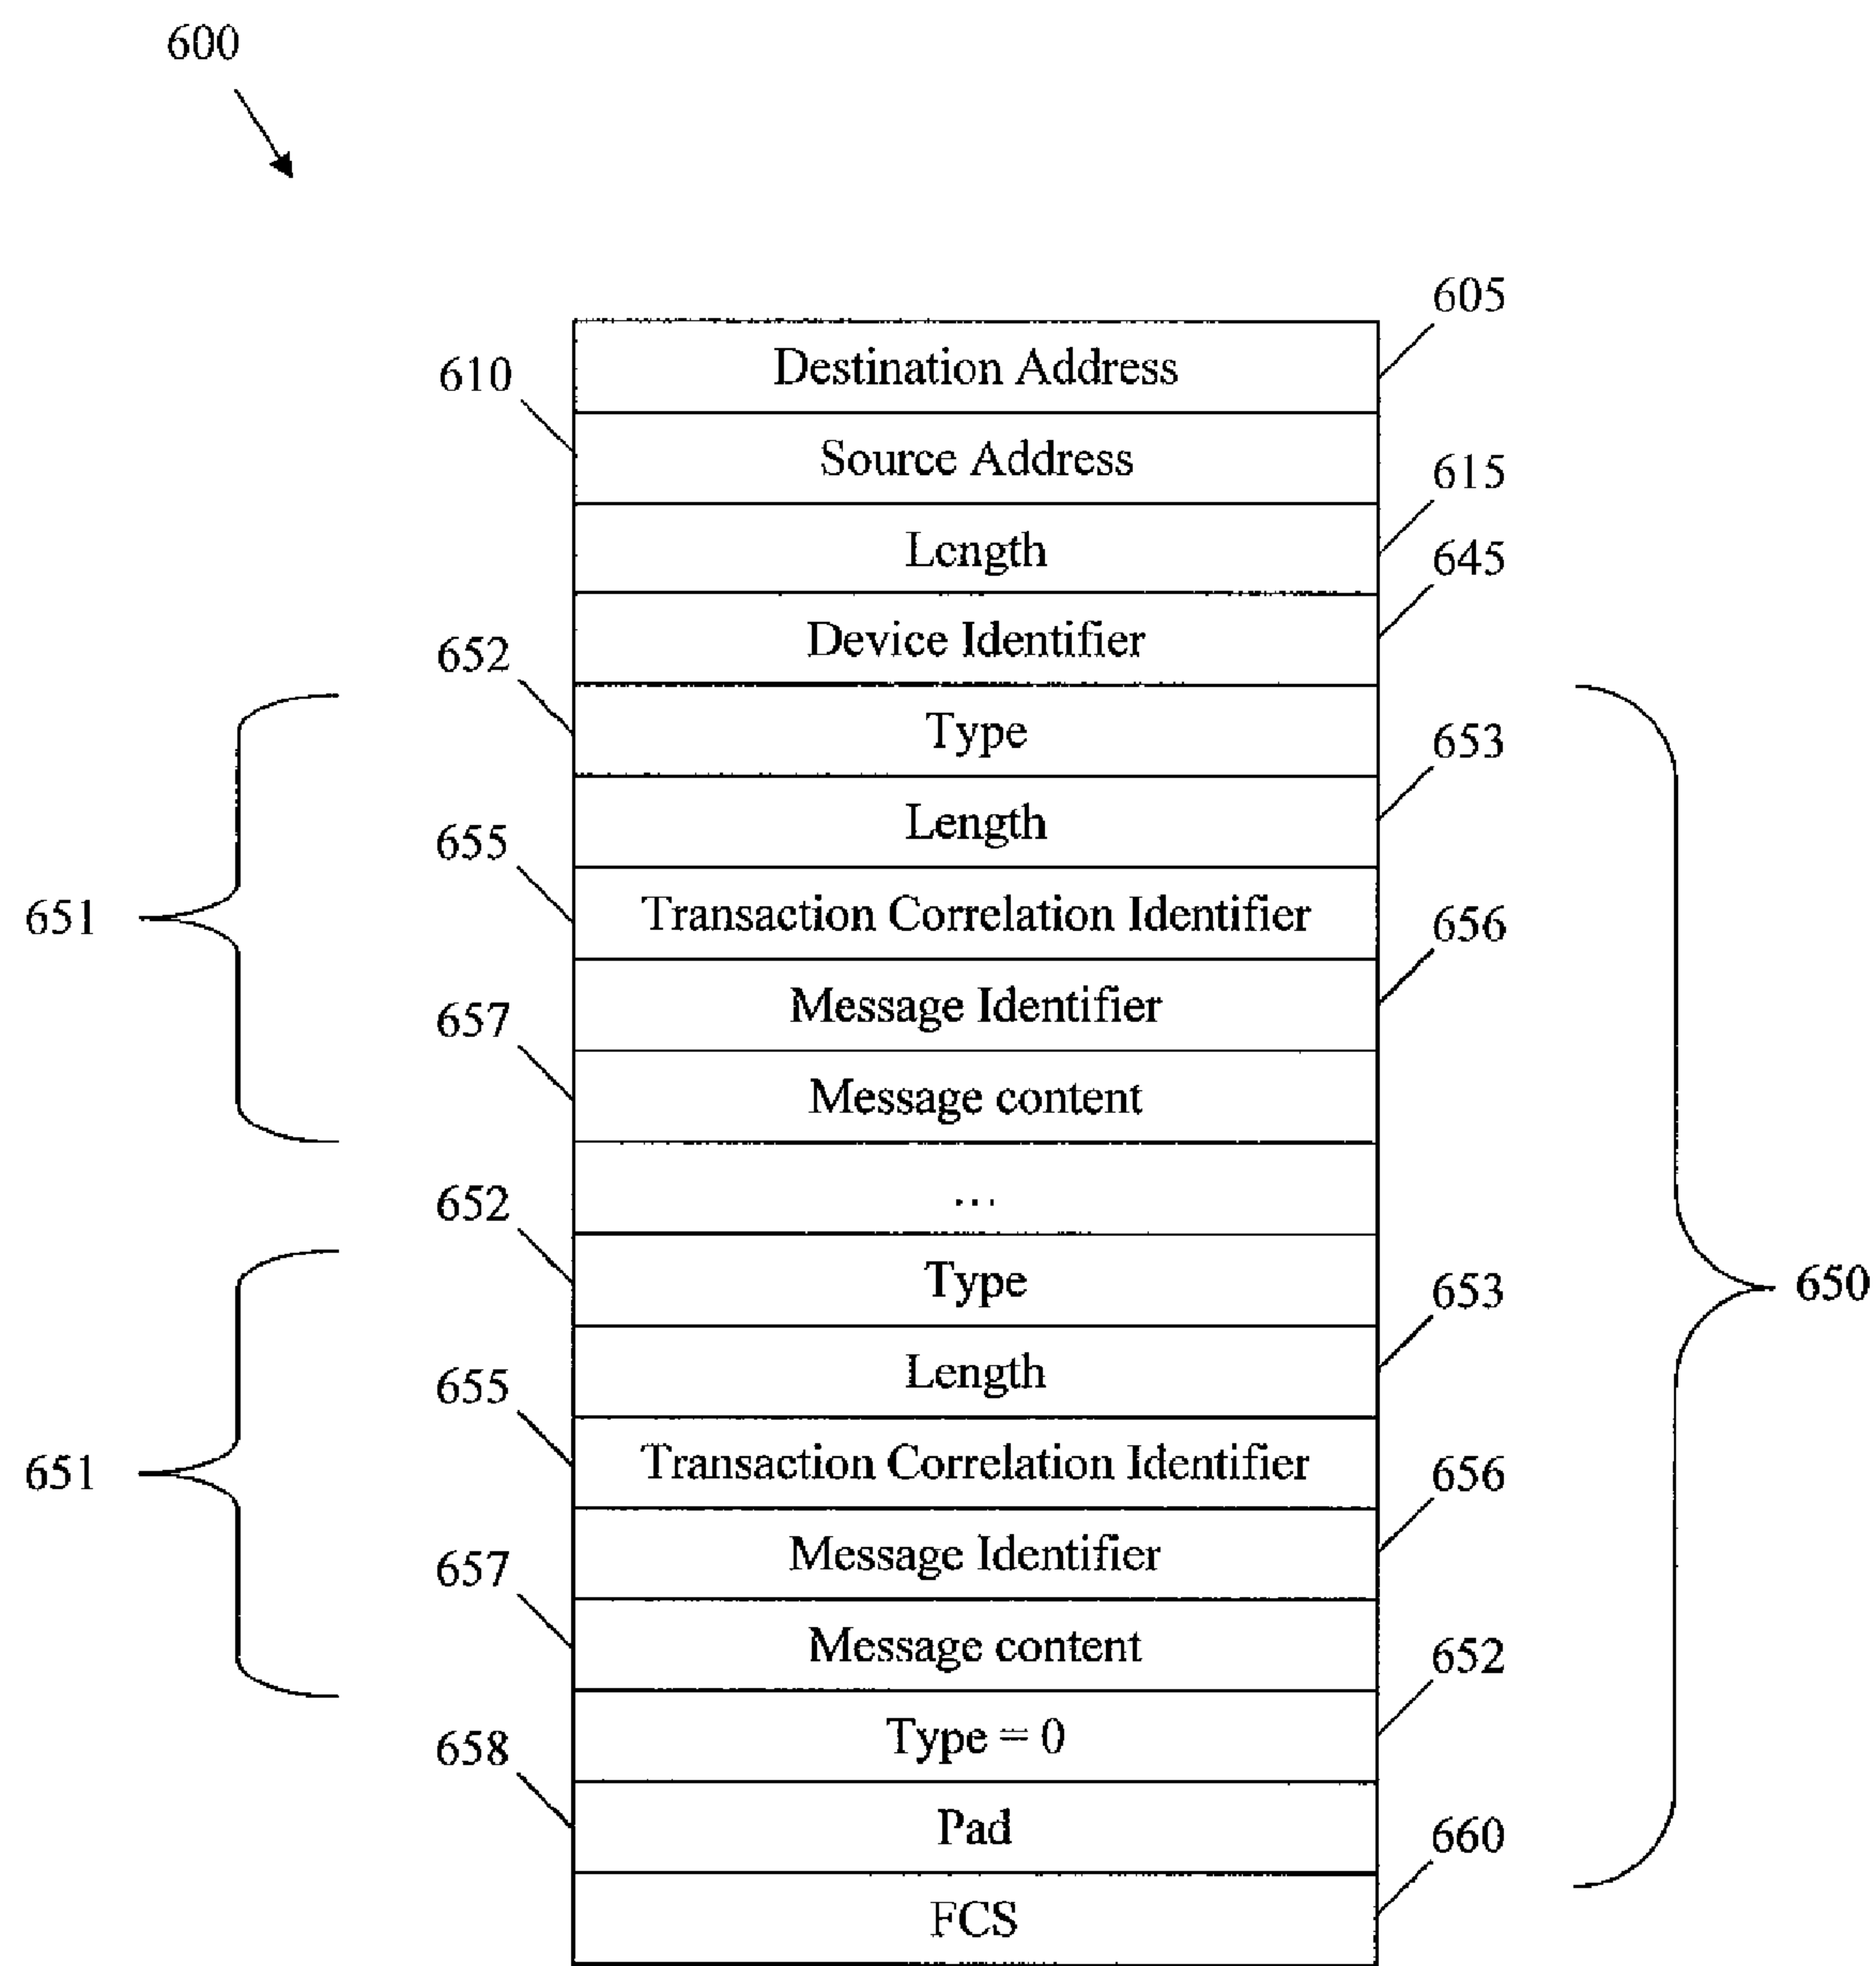 600
605
Destination Address
610
Source Address
615
Length
645
Device Identifier
652
Type
653
Length
655
Transaction Correlation Identifier
651
656
Message Identifier
657
Message content
652
...
Type
650
653
Length
655
Transaction Correlation Identifier
651
656
Message Identifier
657
Message content
652
Type = 0
658
Pad
660
FCS